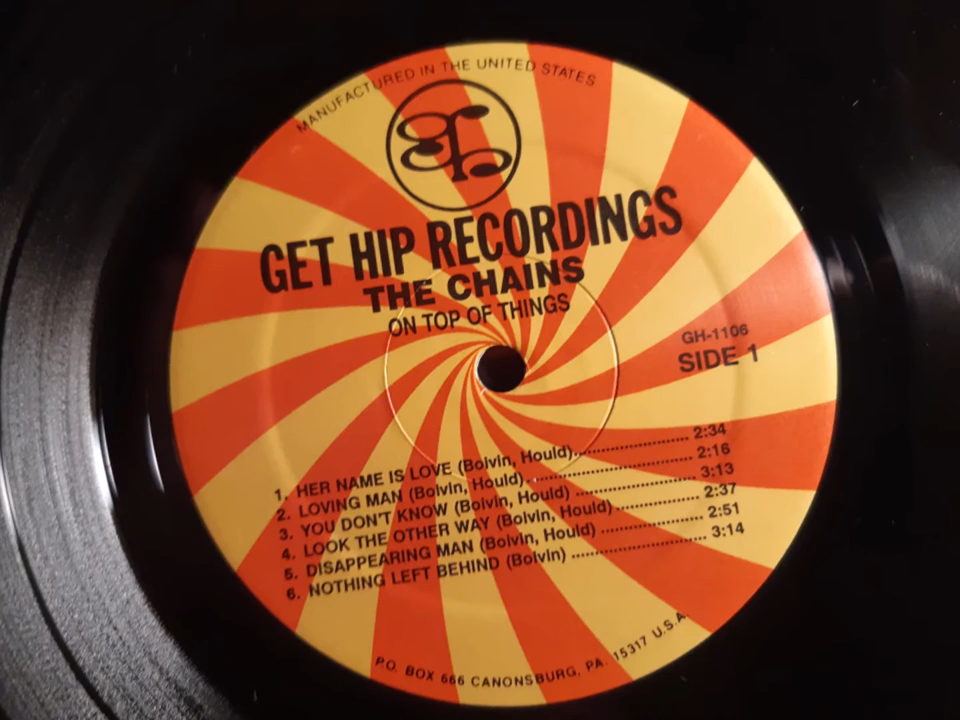 MANUFACTURED IN THE UNITED STATES
GET HIP RECORDINGS
THE CHAINS
ON TOP OF THINGS
GH-1106
SIDE 1
1. HER NAME IS LOVE (Boivin, Hould)........................ 2:34
2. LOVING MAN (Boivin, Hould)................................... 2:16
3. YOU DON'T KNOW (Boivin, Hould) ........................ 3:13
4. LOOK THE OTHER WAY (Boivin, Hould)................ 2:37
5. DISAPPEARING MAN (Boivin, Hould) .................... 2:51
6. NOTHING LEFT BEHIND (Boivin) ........................... 3:14
P.O. BOX 666 CANONSBURG, PA. 15317 U.S.A.